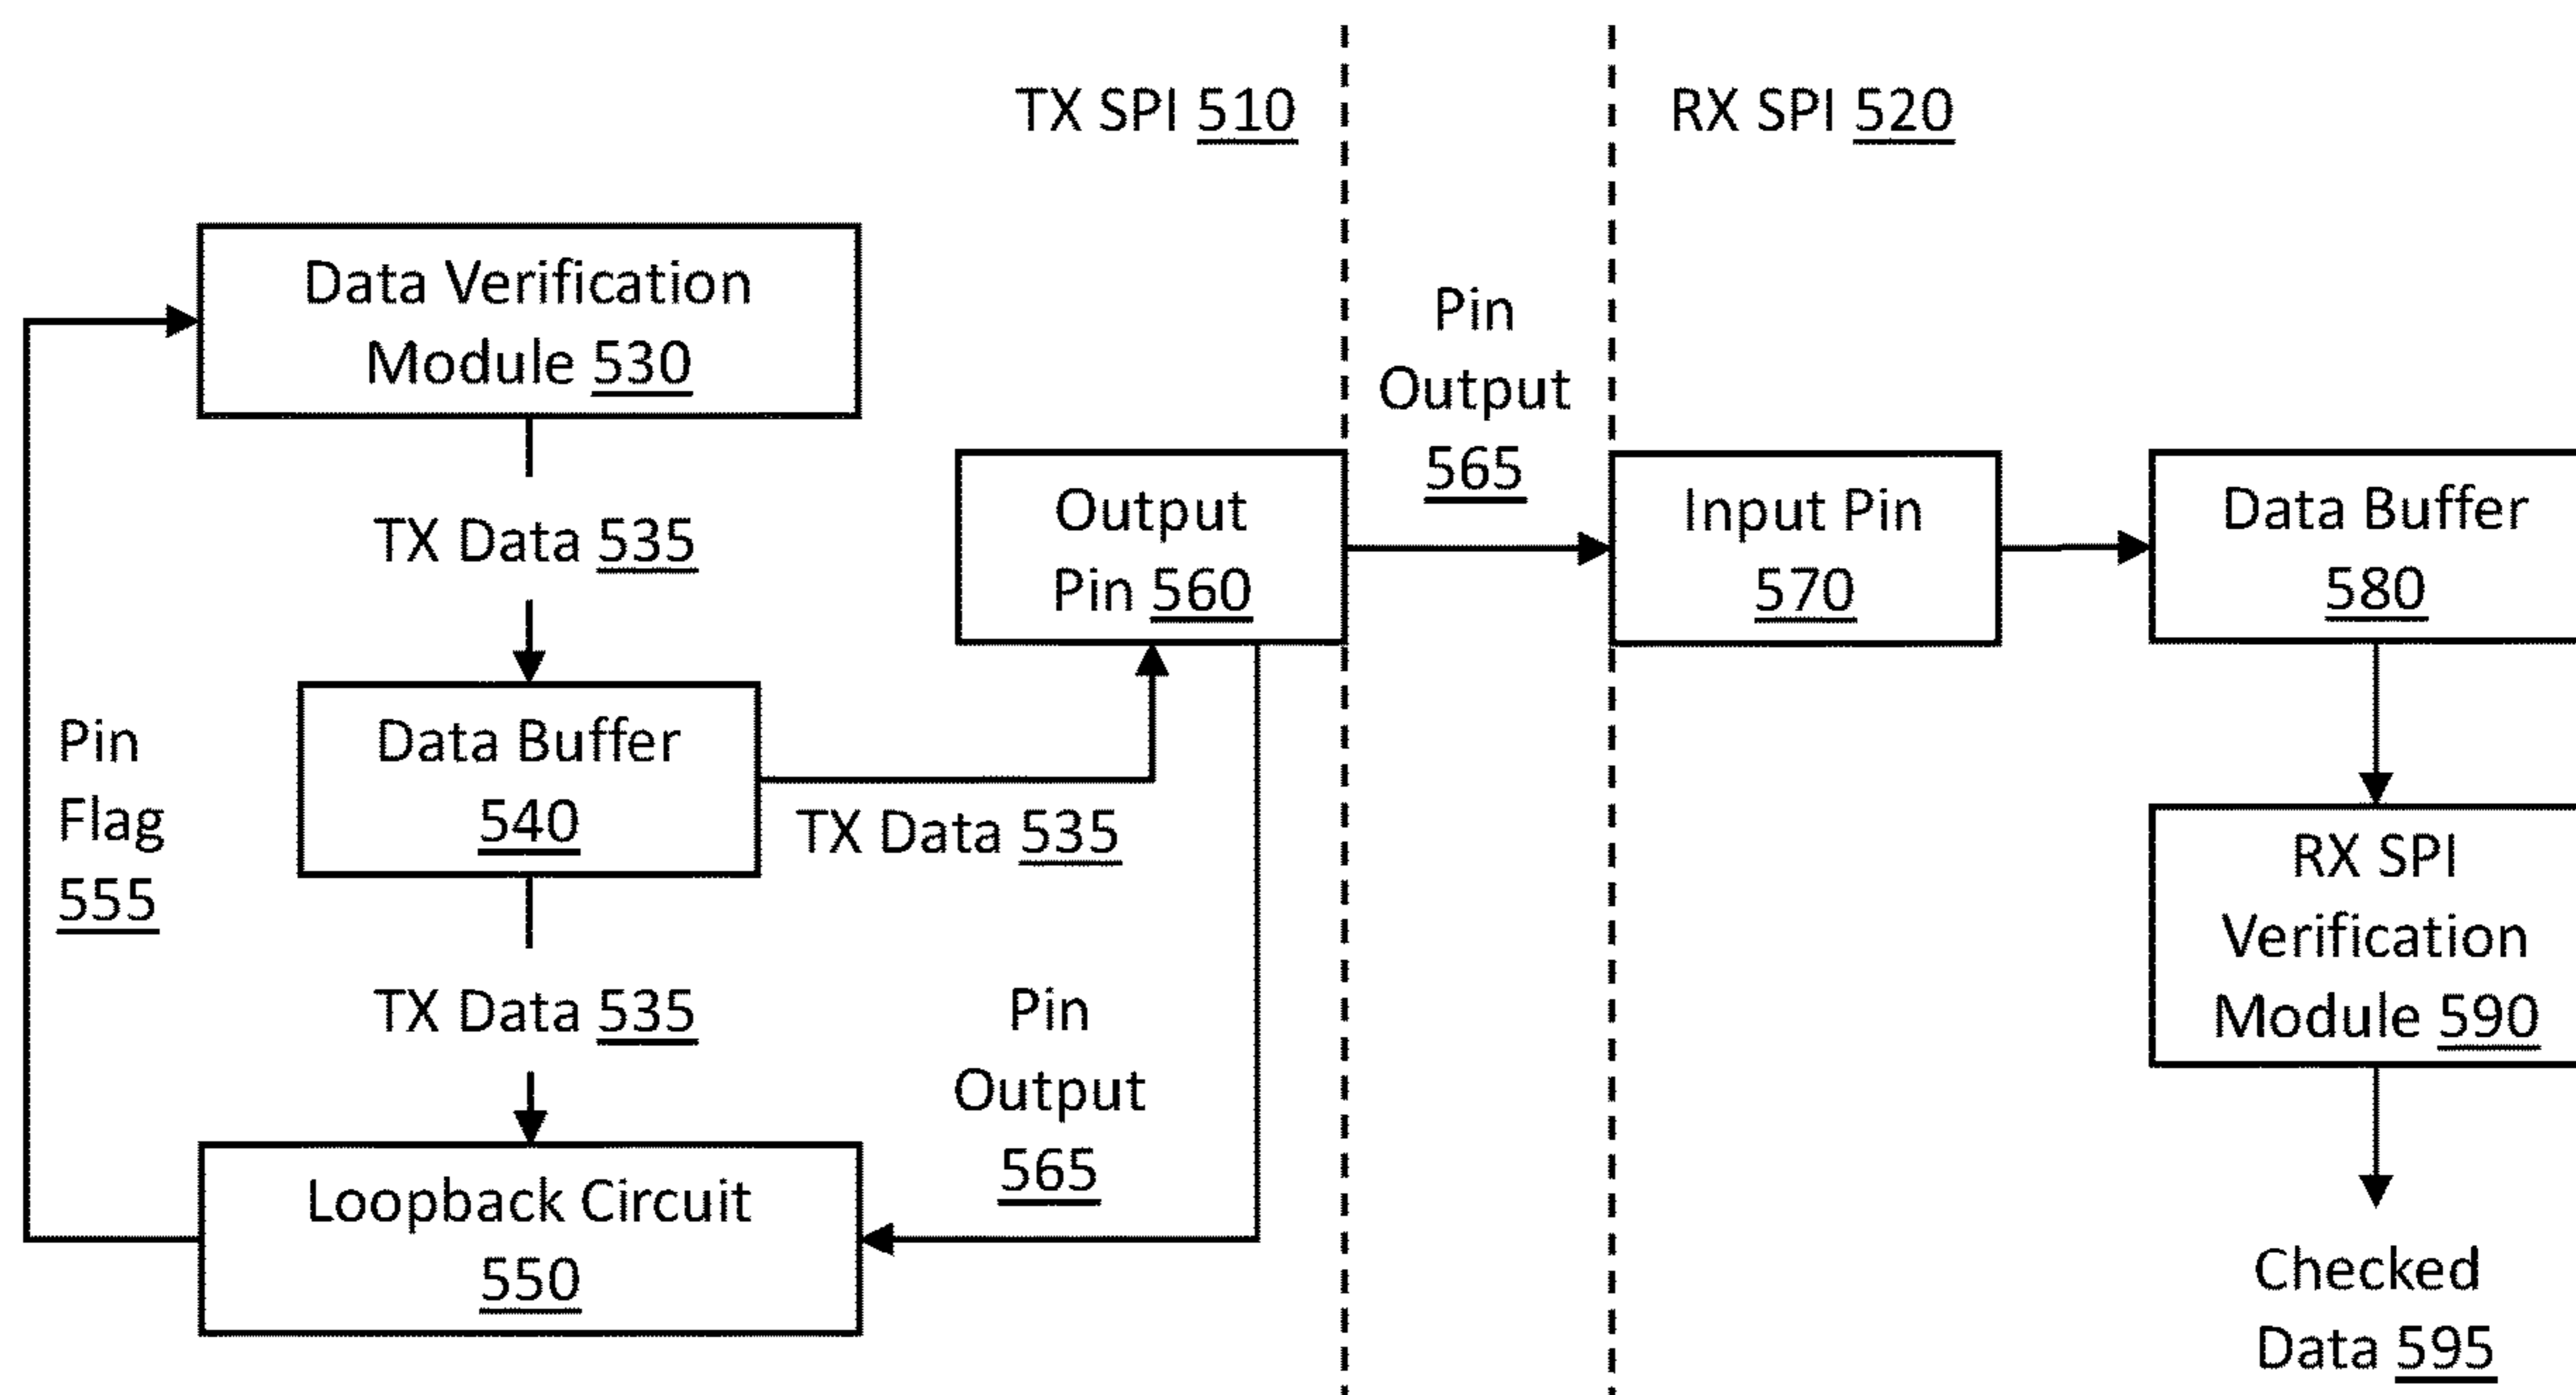 TX SPI 510
RX SPI 520
Data Verification
Module 530
TX Data 535
Pin
Output
565
Output
Pin 560
Input Pin
570
Data Buffer
580
Pin
Flag
555
Data Buffer
540
TX Data 535
RX SPI
Verification
Module 590
TX Data 535
Pin
Output
565
Loopback Circuit
550
Checked
Data 595